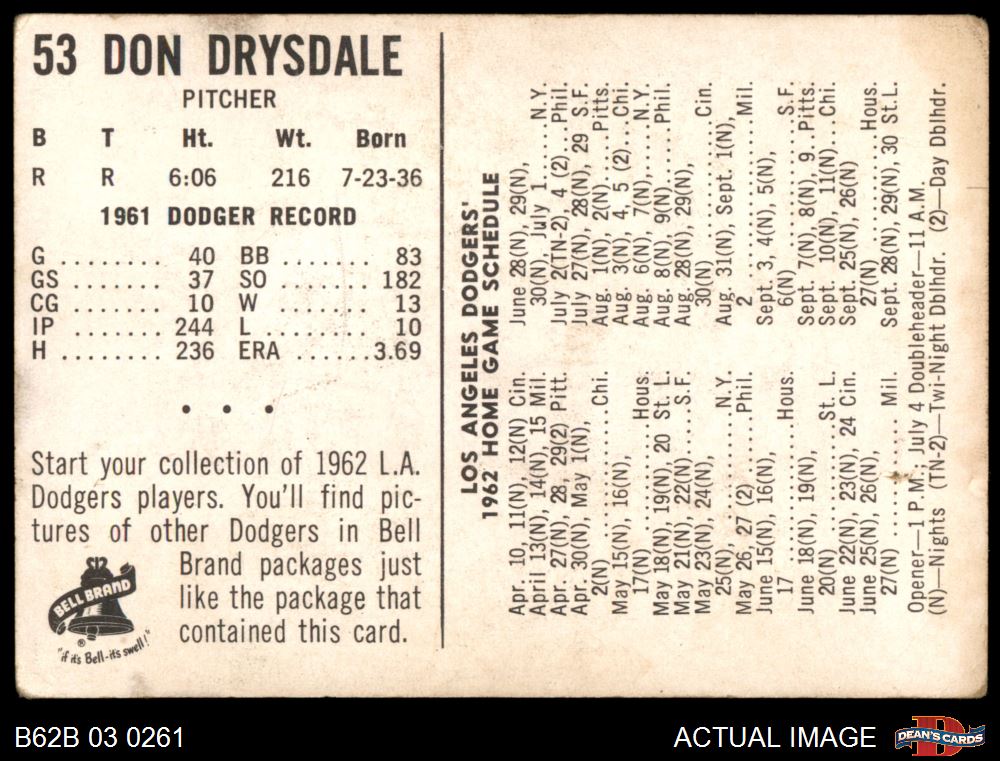 53 DON DRYSDALE
PITCHER
B T Ht. Wt. Born
R R 6:06 216 7-23-36
1961 DODGER RECORD
G ........ 40 BB ........ 83
GS ........ 37 SO ........ 182
CG ........ 10 W ........ 13
IP ........ 244 L ........ 10
H ........ 236 ERA .......3.69
• • •
Start your collection of 1962 L.A.
Dodgers players. You'll find pic-
tures of other Dodgers in Bell
Brand packages just
like the package that
contained this card.
BELL BRAND
®
"if it's Bell-it's swell!"
LOS ANGELES DODGERS'
1962 HOME GAME SCHEDULE
Apr. 10, 11(N), 12(N) Cin.
April 13(N), 14(N), 15 Mil.
Apr. 27(N), 28, 29(2) Pitt.
Apr. 30(N), May 1(N),
2(N) ............Chi.
May 15(N), 16(N),
17(N) ............Hous.
May 18(N), 19(N), 20 St. L.
May 21(N), 22(N).....S.F.
May 23(N), 24(N),
25(N) ............N.Y.
May 26, 27 (2).......Phil.
June 15(N), 16(N),
17 ............Hous.
June 18(N), 19(N),
20(N) ............St. L.
June 22(N), 23(N), 24 Cin.
June 25(N), 26(N),
27(N) ............Mil.
June 28(N), 29(N),
30(N), July 1 .....N.Y.
July 2(TN-2), 4 (2)...Phil.
July 27(N), 28(N), 29 S.F.
Aug. 1(N), 2(N).....Pitts.
Aug. 3(N), 4, 5 (2)...Chi.
Aug. 6(N), 7(N)......N.Y.
Aug. 8(N), 9(N)......Phil.
Aug. 28(N), 29(N),
30(N) ............Cin.
Aug. 31(N), Sept. 1(N),
2 ............Mil.
Sept. 3, 4(N), 5(N),
6(N) ............S.F.
Sept. 7(N), 8(N), 9..Pitts.
Sept. 10(N), 11(N)...Chi.
Sept. 25(N), 26(N)
27(N) ............Hous.
Sept. 28(N), 29(N), 30 St.L.
Opener—1 P.M.; July 4 Doubleheader—11 A.M.
(N)—Nights (TN-2)—Twi-Night Dblhdr. (2)—Day Dblhdr.
B62B 03 0261
ACTUAL IMAGE
D
DEAN'S CARDS